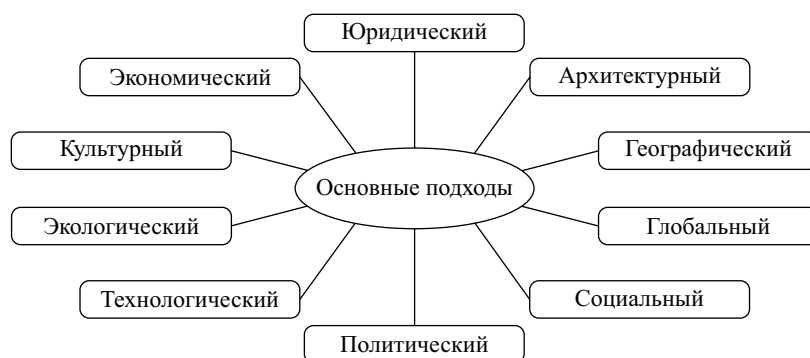 Юридический
Экономический
Архитектурный
Культурный
Географический
Основные подходы
Экологический
Глобальный
Технологический
Социальный
Политический